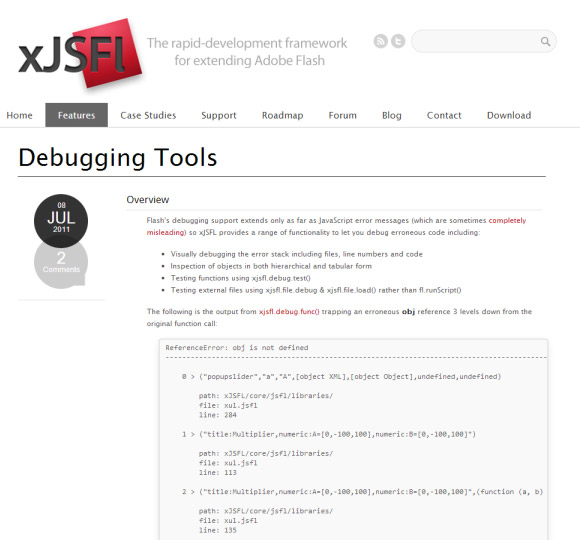 xJSFl
The rapid-development framework
for extending Adobe Flash
Home Features Case Studies Support Roadmap Forum Blog Contact Download
Debugging Tools
08
JUL
2011
2
Comments
Overview
Flash's debugging support extends only as far as JavaScript error messages (which are sometimes completely
misleading) so xJSFL provides a range of functionality to let you debug erroneous code including:
• Visually debugging the error stack including files, line numbers and code
• Inspection of objects in both hierarchical and tabular form
• Testing functions using xjsfl.debug.test()
• Testing external files using xjsfl.file.debug & xjsfl.file.load() rather than fl.runScript()
The following is the output from xjsfl.debug.func() trapping an erroneous obj reference 3 levels down from the
original function call:
ReferenceError: obj is not defined
--------------------------------------------------------------------------------
0 > ("popupslider","a","A",[object XML],[object Object],undefined,undefined)
path: xJSFL/core/jsfl/libraries/
file: xul.jsfl
line: 284
1 > ("title:Multiplier,numeric:A=[0,-100,100],numeric:B=[0,-100,100]")
path: xJSFL/core/jsfl/libraries/
file: xul.jsfl
line: 113
2 > ("title:Multiplier,numeric:A=[0,-100,100],numeric:B=[0,-100,100]",(function (a, b)
path: xJSFL/core/jsfl/libraries/
file: xul.jsfl
line: 135